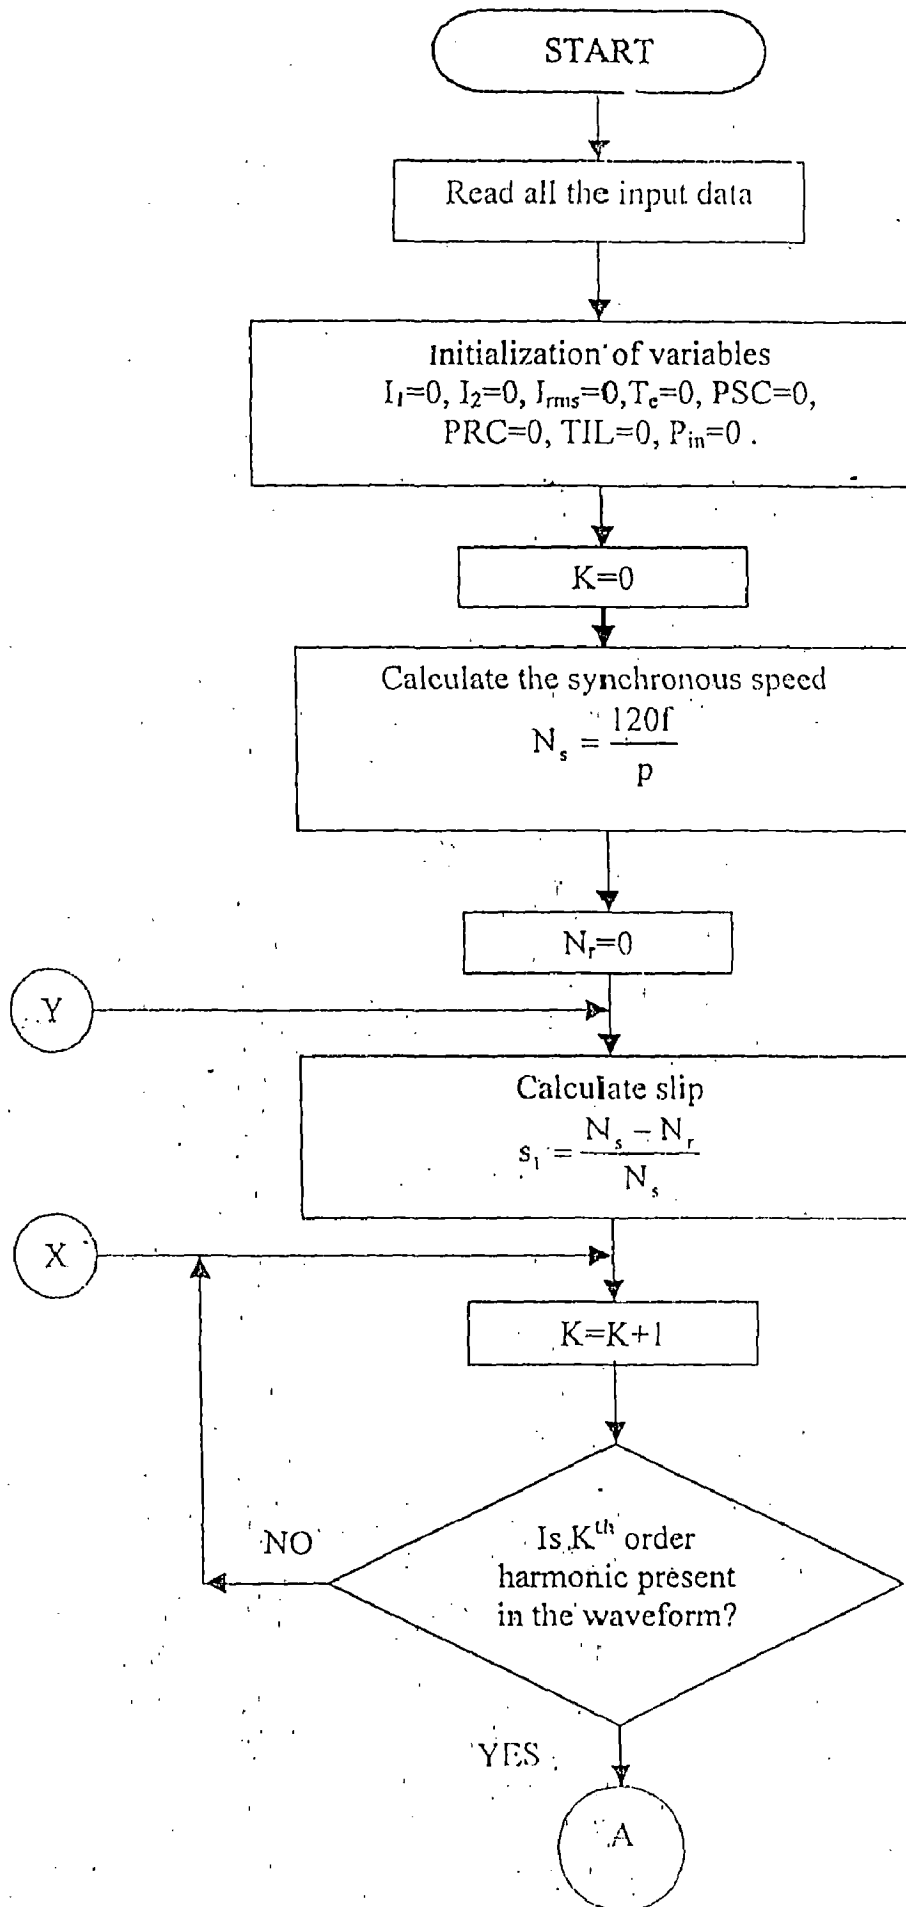 START
Read all the input data
Initialization of variables
I₁=0, I₂=0, Iᵣₘₛ=0,Tₑ=0, PSC=0,
PRC=0, TIL=0, Pᵢₙ=0 .
K=0
Calculate the synchronous speed
Nₛ = 120f / p
Nᵣ=0
Y
Calculate slip
s₁ = Nₛ − Nᵣ / Nₛ
X
K=K+1
NO
Is Kᵗʰ order
harmonic present
in the waveform?
YES
A